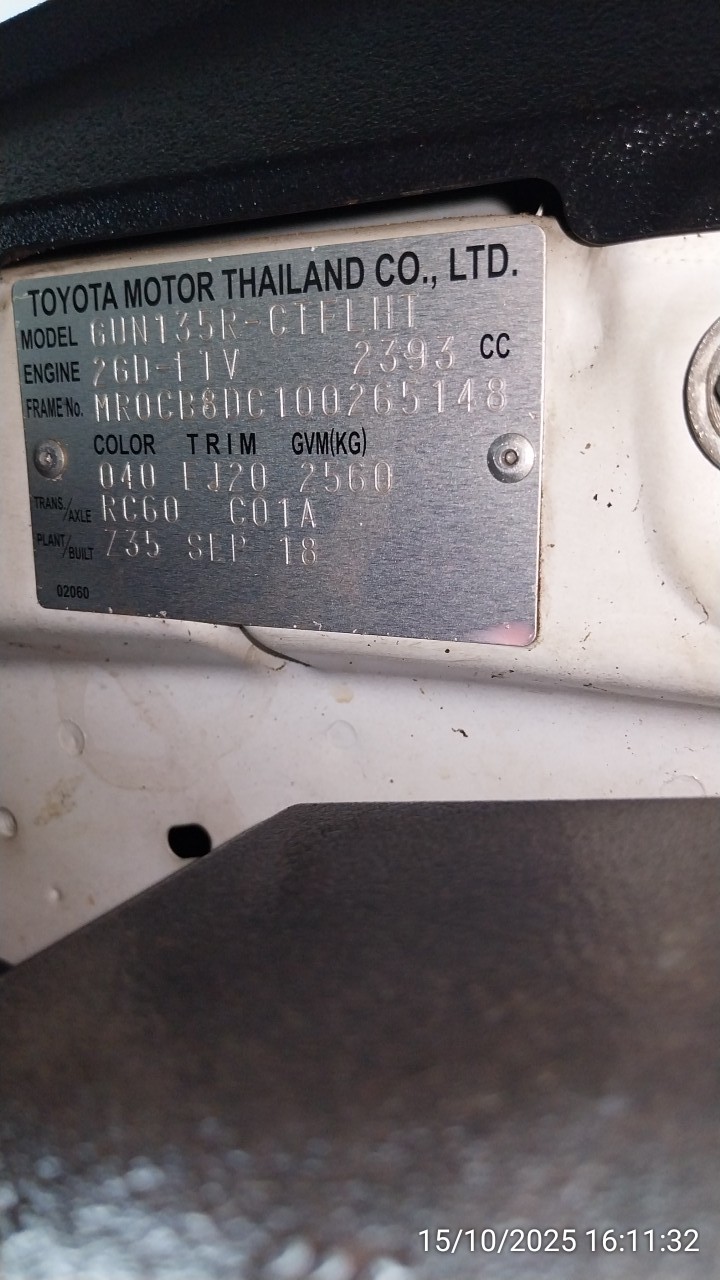 TOYOTA MOTOR THAILAND CO., LTD.
MODEL GUN135R-CTFLHT
ENGINE 2GD-FTV 2393 CC
FRAME No. MR0CB8DC100265148
COLOR TRIM GVM(KG)
040 LJ20 2560
TRANS./AXLE RC60 C01A
PLANT/BUILT Z35 SEP 18
02060
15/10/2025 16:11:32